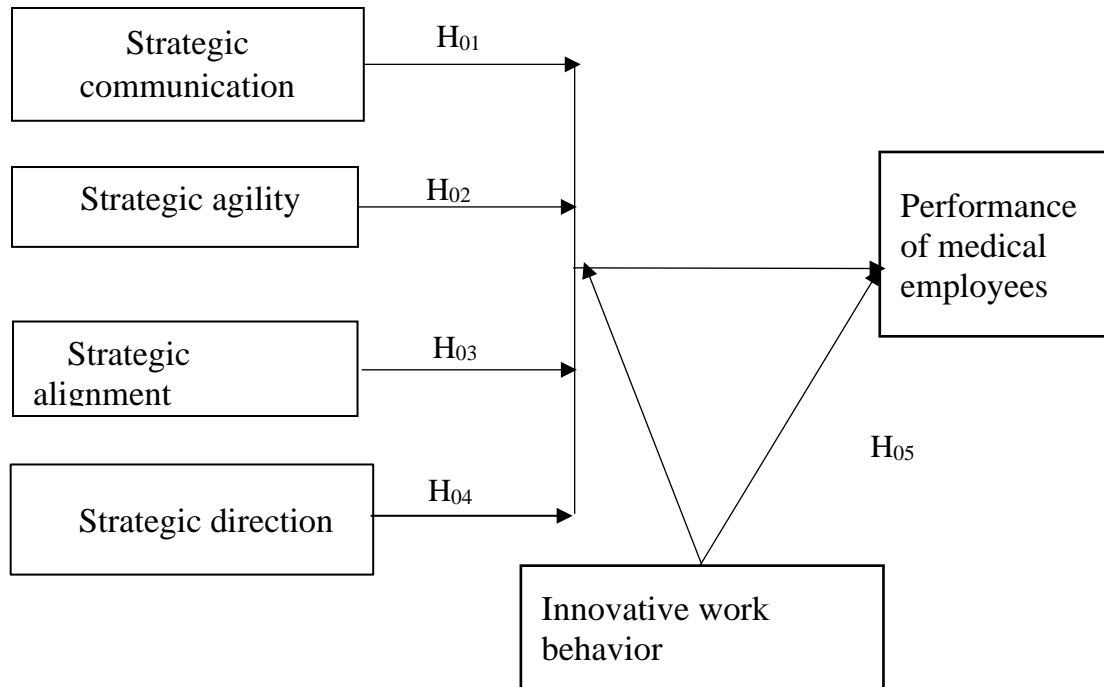 Strategic
communication
H01
Strategic agility
H02
Strategic
alignment
H03
Strategic direction
H04
Performance
of medical
employees
H05
Innovative work
behavior